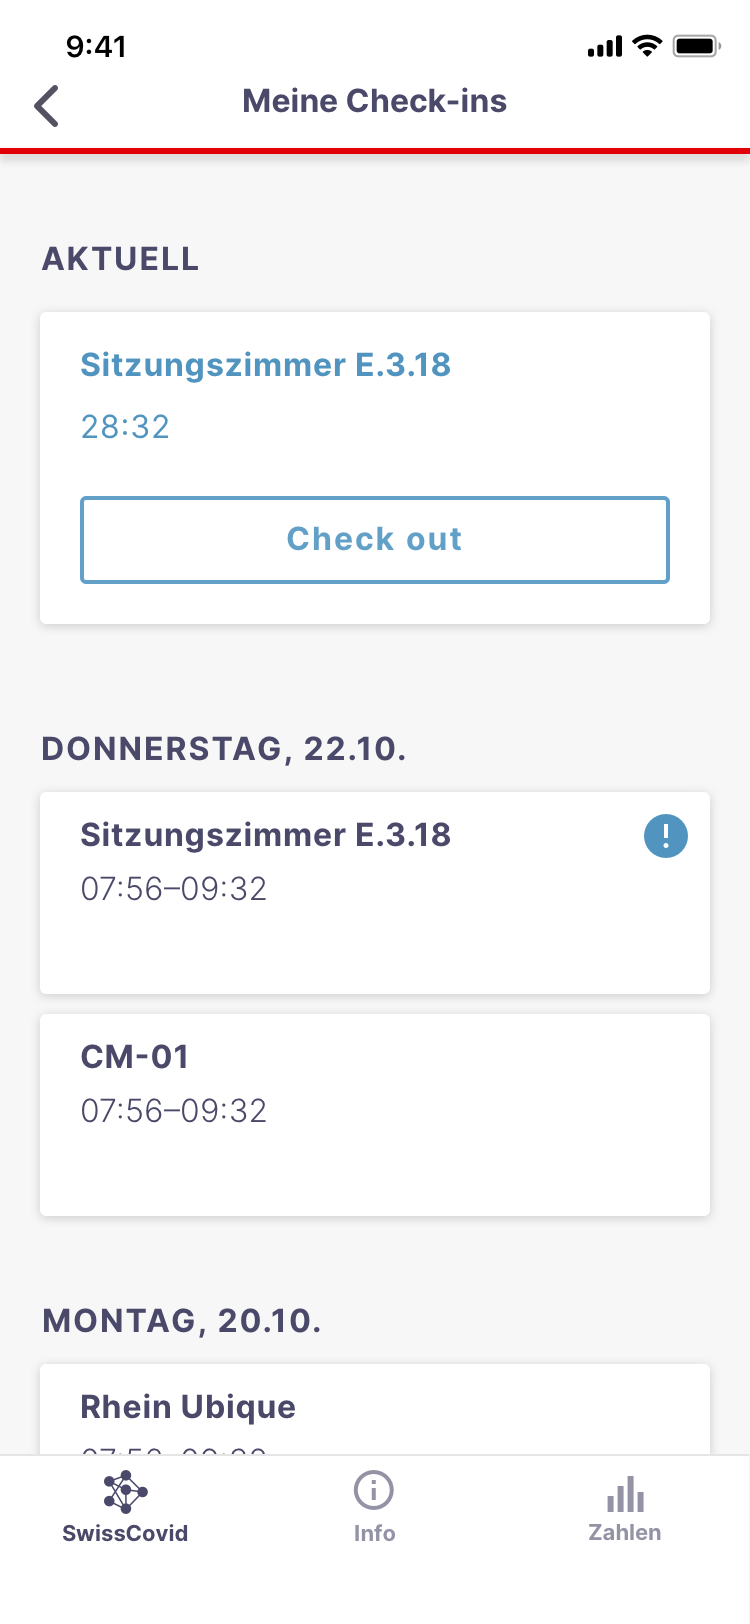 9:41
Meine Check-ins
AKTUELL
Sitzungszimmer E.3.18
28:32
Check out
DONNERSTAG, 22.10.
Sitzungszimmer E.3.18
07:56–09:32
CM-01
07:56–09:32
MONTAG, 20.10.
Rhein Ubique
SwissCovid
Info
Zahlen